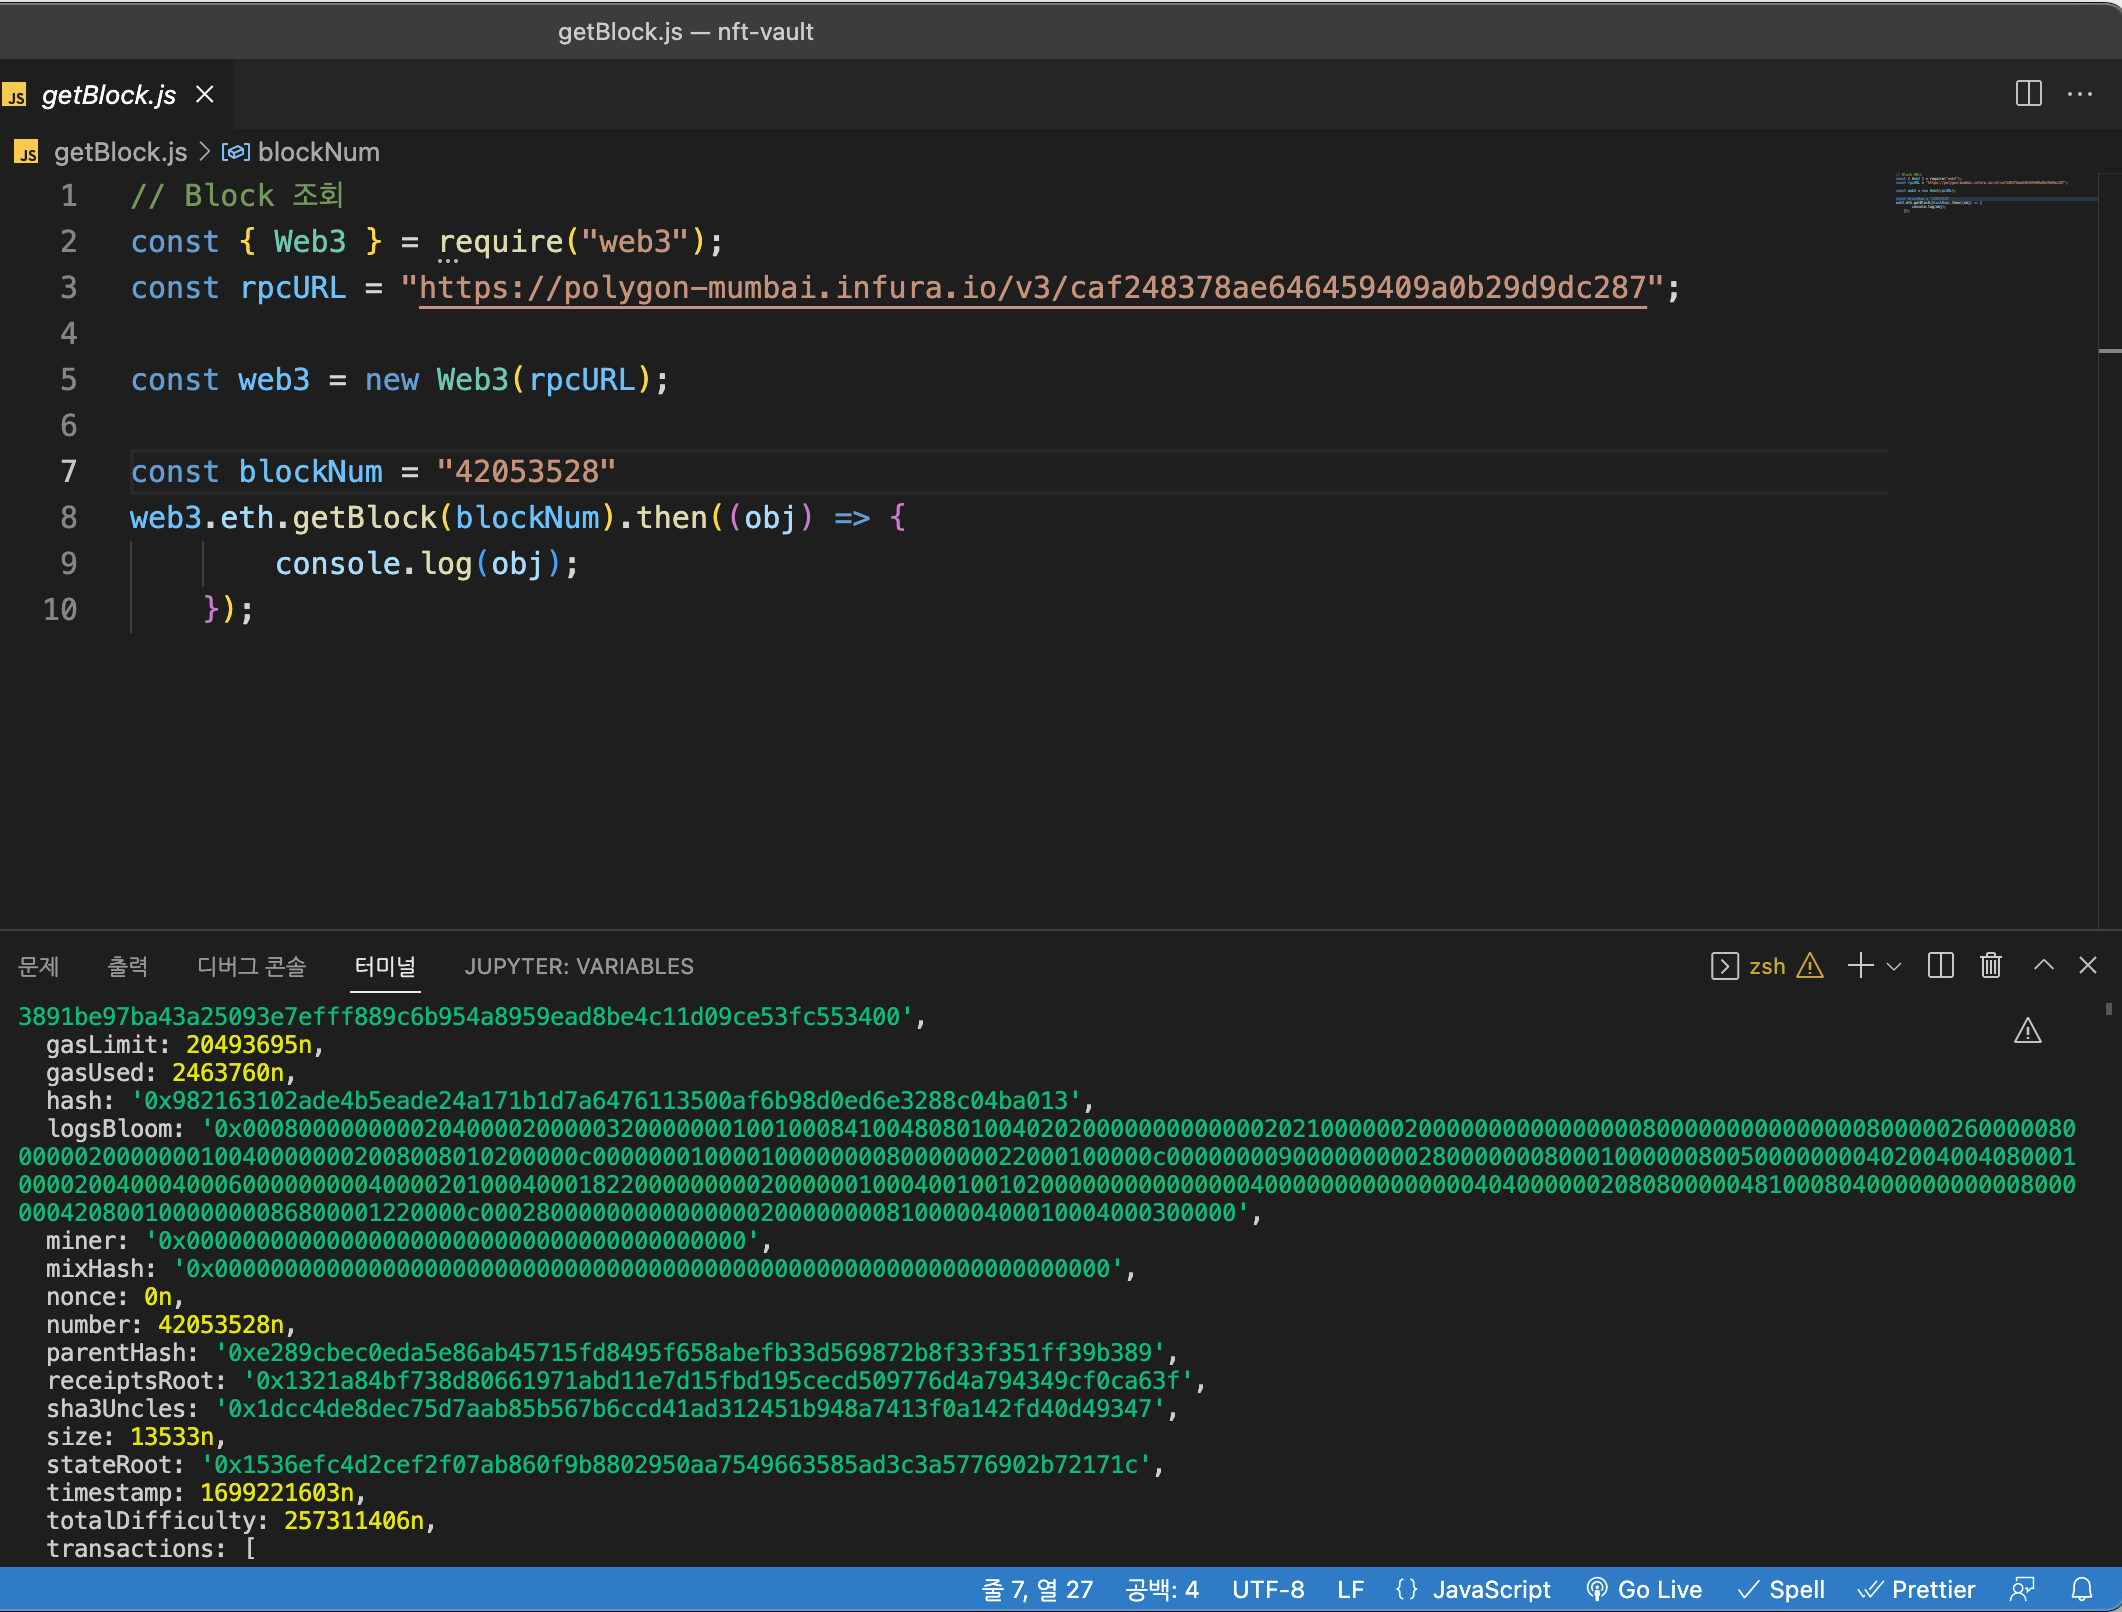 getBlock.js — nft-vault
JS getBlock.js
JS getBlock.js > blockNum
1 // Block 조회
2 const { Web3 } = require("web3");
3 const rpcURL = "https://polygon-mumbai.infura.io/v3/caf248378ae646459409a0b29d9dc287";
4
5 const web3 = new Web3(rpcURL);
6
7 const blockNum = "42053528"
8 web3.eth.getBlock(blockNum).then((obj) => {
9 console.log(obj);
10 });
문제 출력 디버그 콘솔 터미널 JUPYTER: VARIABLES zsh
3891be97ba43a25093e7efff889c6b954a8959ead8be4c11d09ce53fc553400',
gasLimit: 20493695n,
gasUsed: 2463760n,
hash: '0x982163102ade4b5eade24a171b1d7a6476113500af6b98d0ed6e3288c04ba013',
logsBloom:
miner: '0x0000000000000000000000000000000000000000',
mixHash: '0x0000000000000000000000000000000000000000000000000000000000000000',
nonce: 0n,
number: 42053528n,
parentHash: '0xe289cbec0eda5e86ab45715fd8495f658abefb33d569872b8f33f351ff39b389',
receiptsRoot: '0x1321a84bf738d80661971abd11e7d15fbd195cecd509776d4a794349cf0ca63f',
sha3Uncles: '0x1dcc4de8dec75d7aab85b567b6ccd41ad312451b948a7413f0a142fd40d49347',
size: 13533n,
stateRoot: '0x1536efc4d2cef2f07ab860f9b8802950aa7549663585ad3c3a5776902b72171c',
timestamp: 1699221603n,
totalDifficulty: 257311406n,
transactions: [
줄 7, 열 27 공백: 4 UTF-8 LF {} JavaScript Go Live Spell Prettier